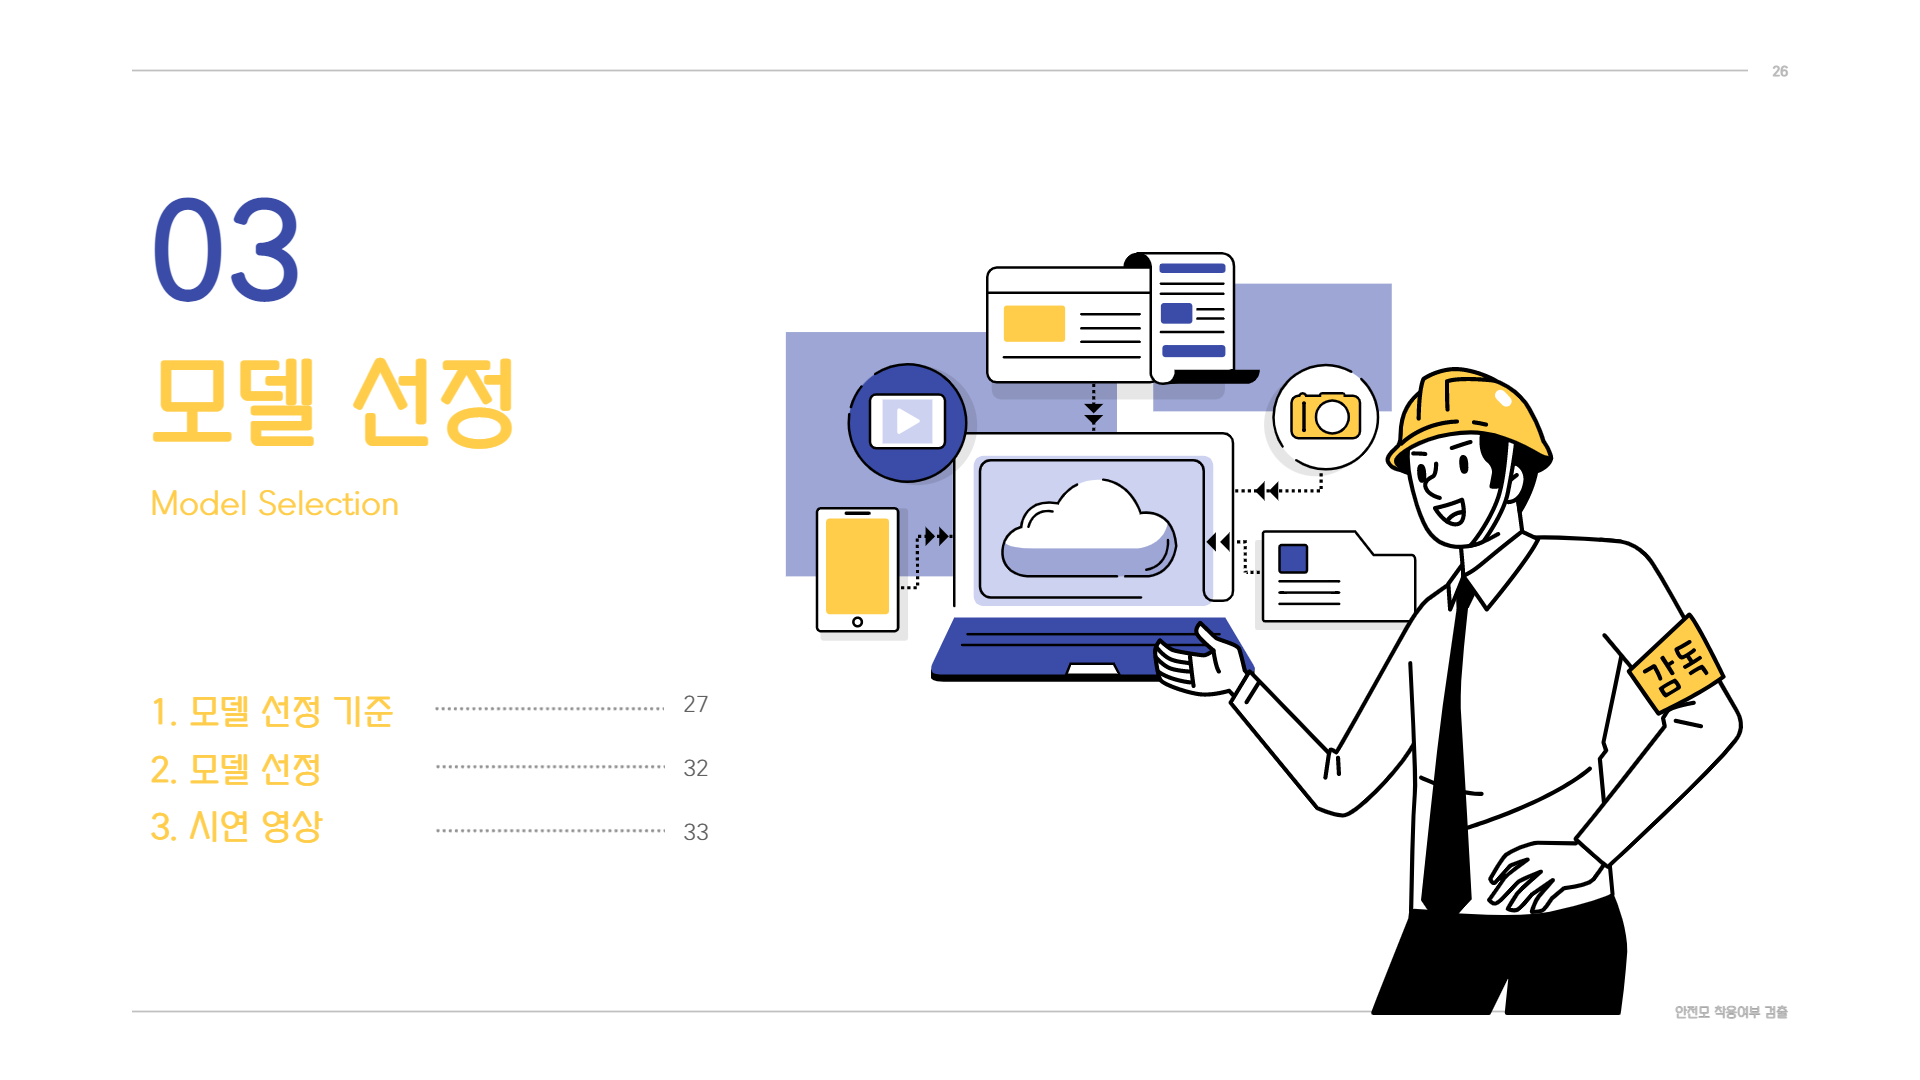 26
03
모델 선정
Model Selection
1. 모델 선정 기준 27
2. 모델 선정 32
3. 시연 영상 33
감독
안전모 착용여부 검출